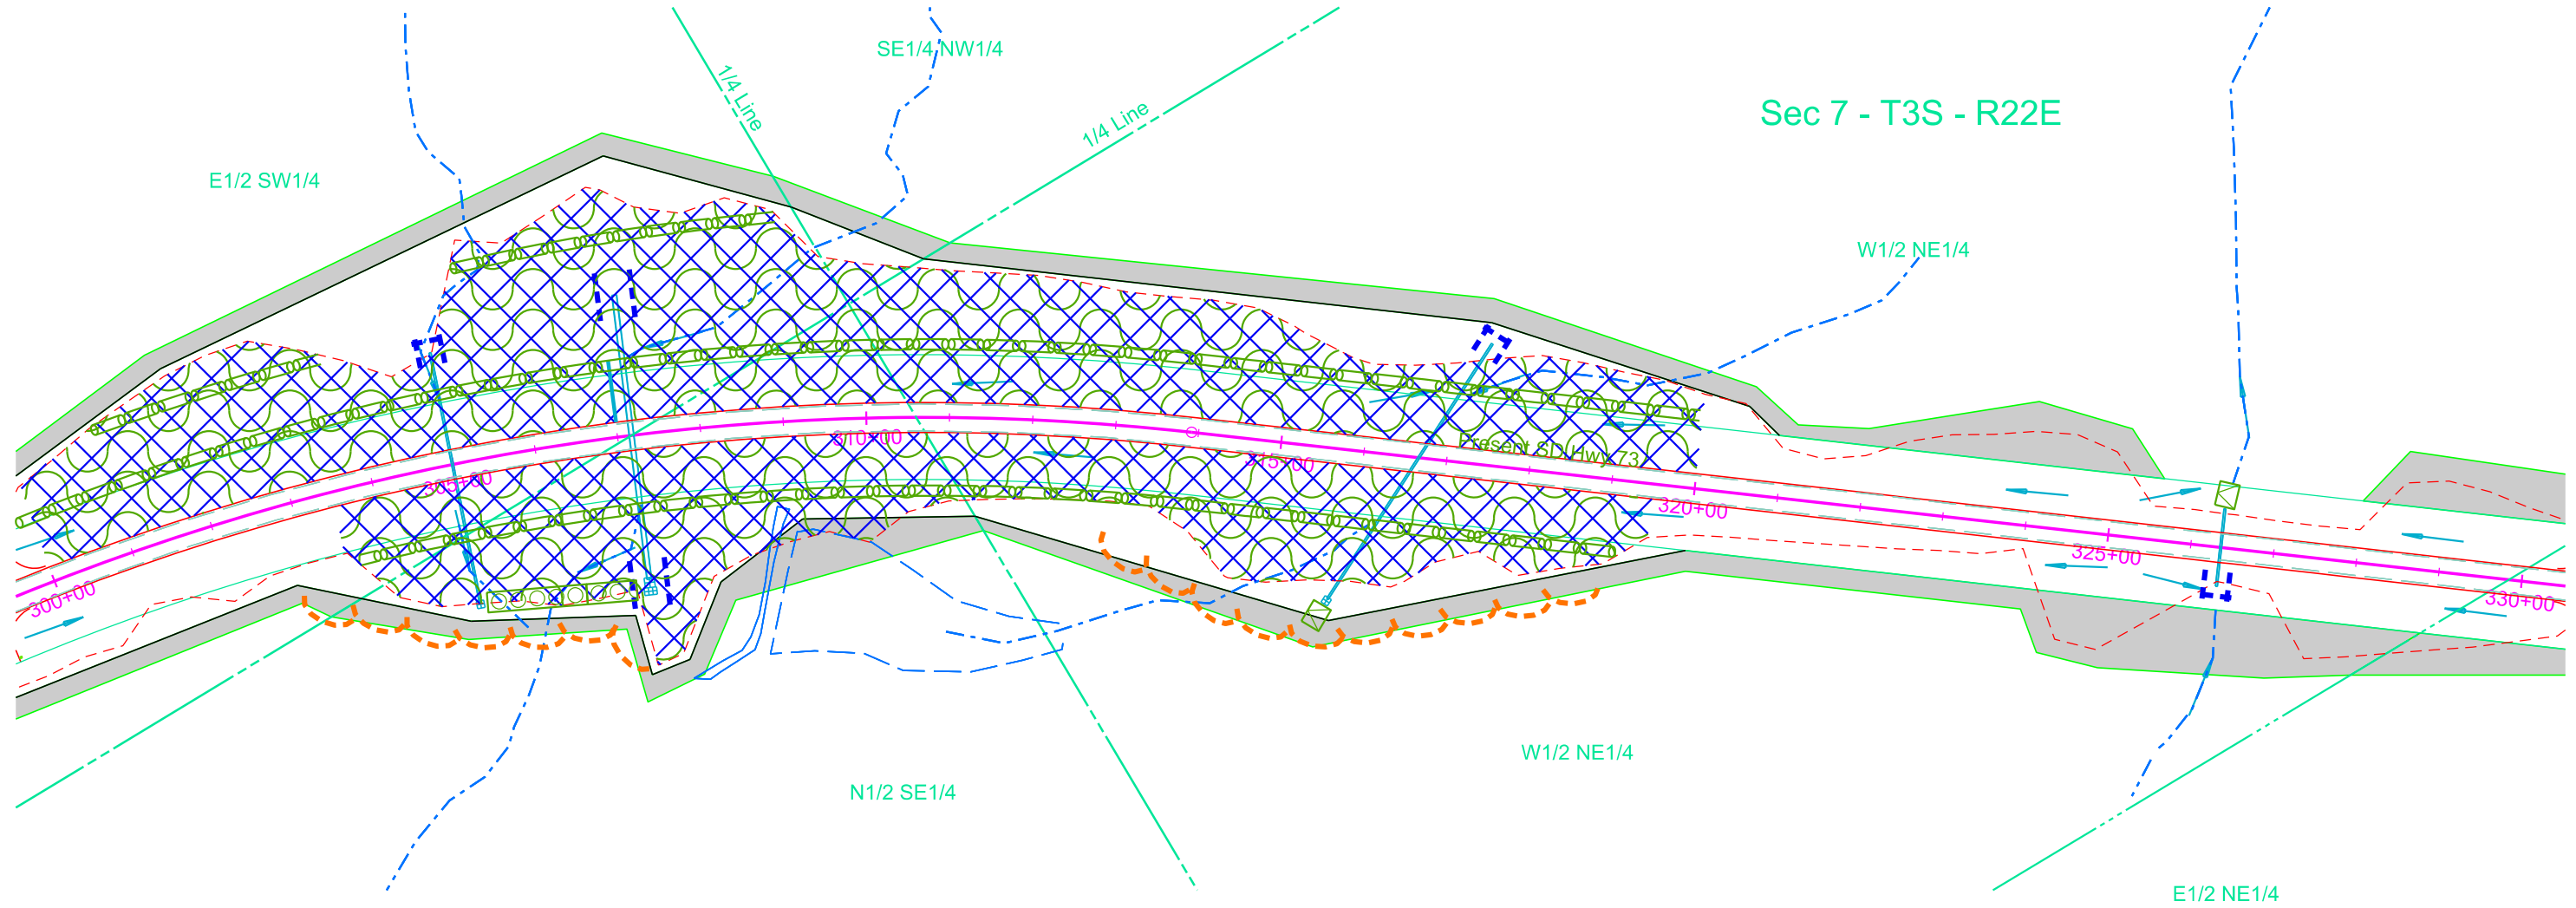 SE1/4 NW1/4
1/4 Line
1/4 Line
Sec 7 - T3S - R22E
E1/2 SW1/4
W1/2 NE1/4
310+00
Present SD Hwy 73
315+00
305+00
320+00
325+00
300+00
330+00
W1/2 NE1/4
N1/2 SE1/4
E1/2 NE1/4